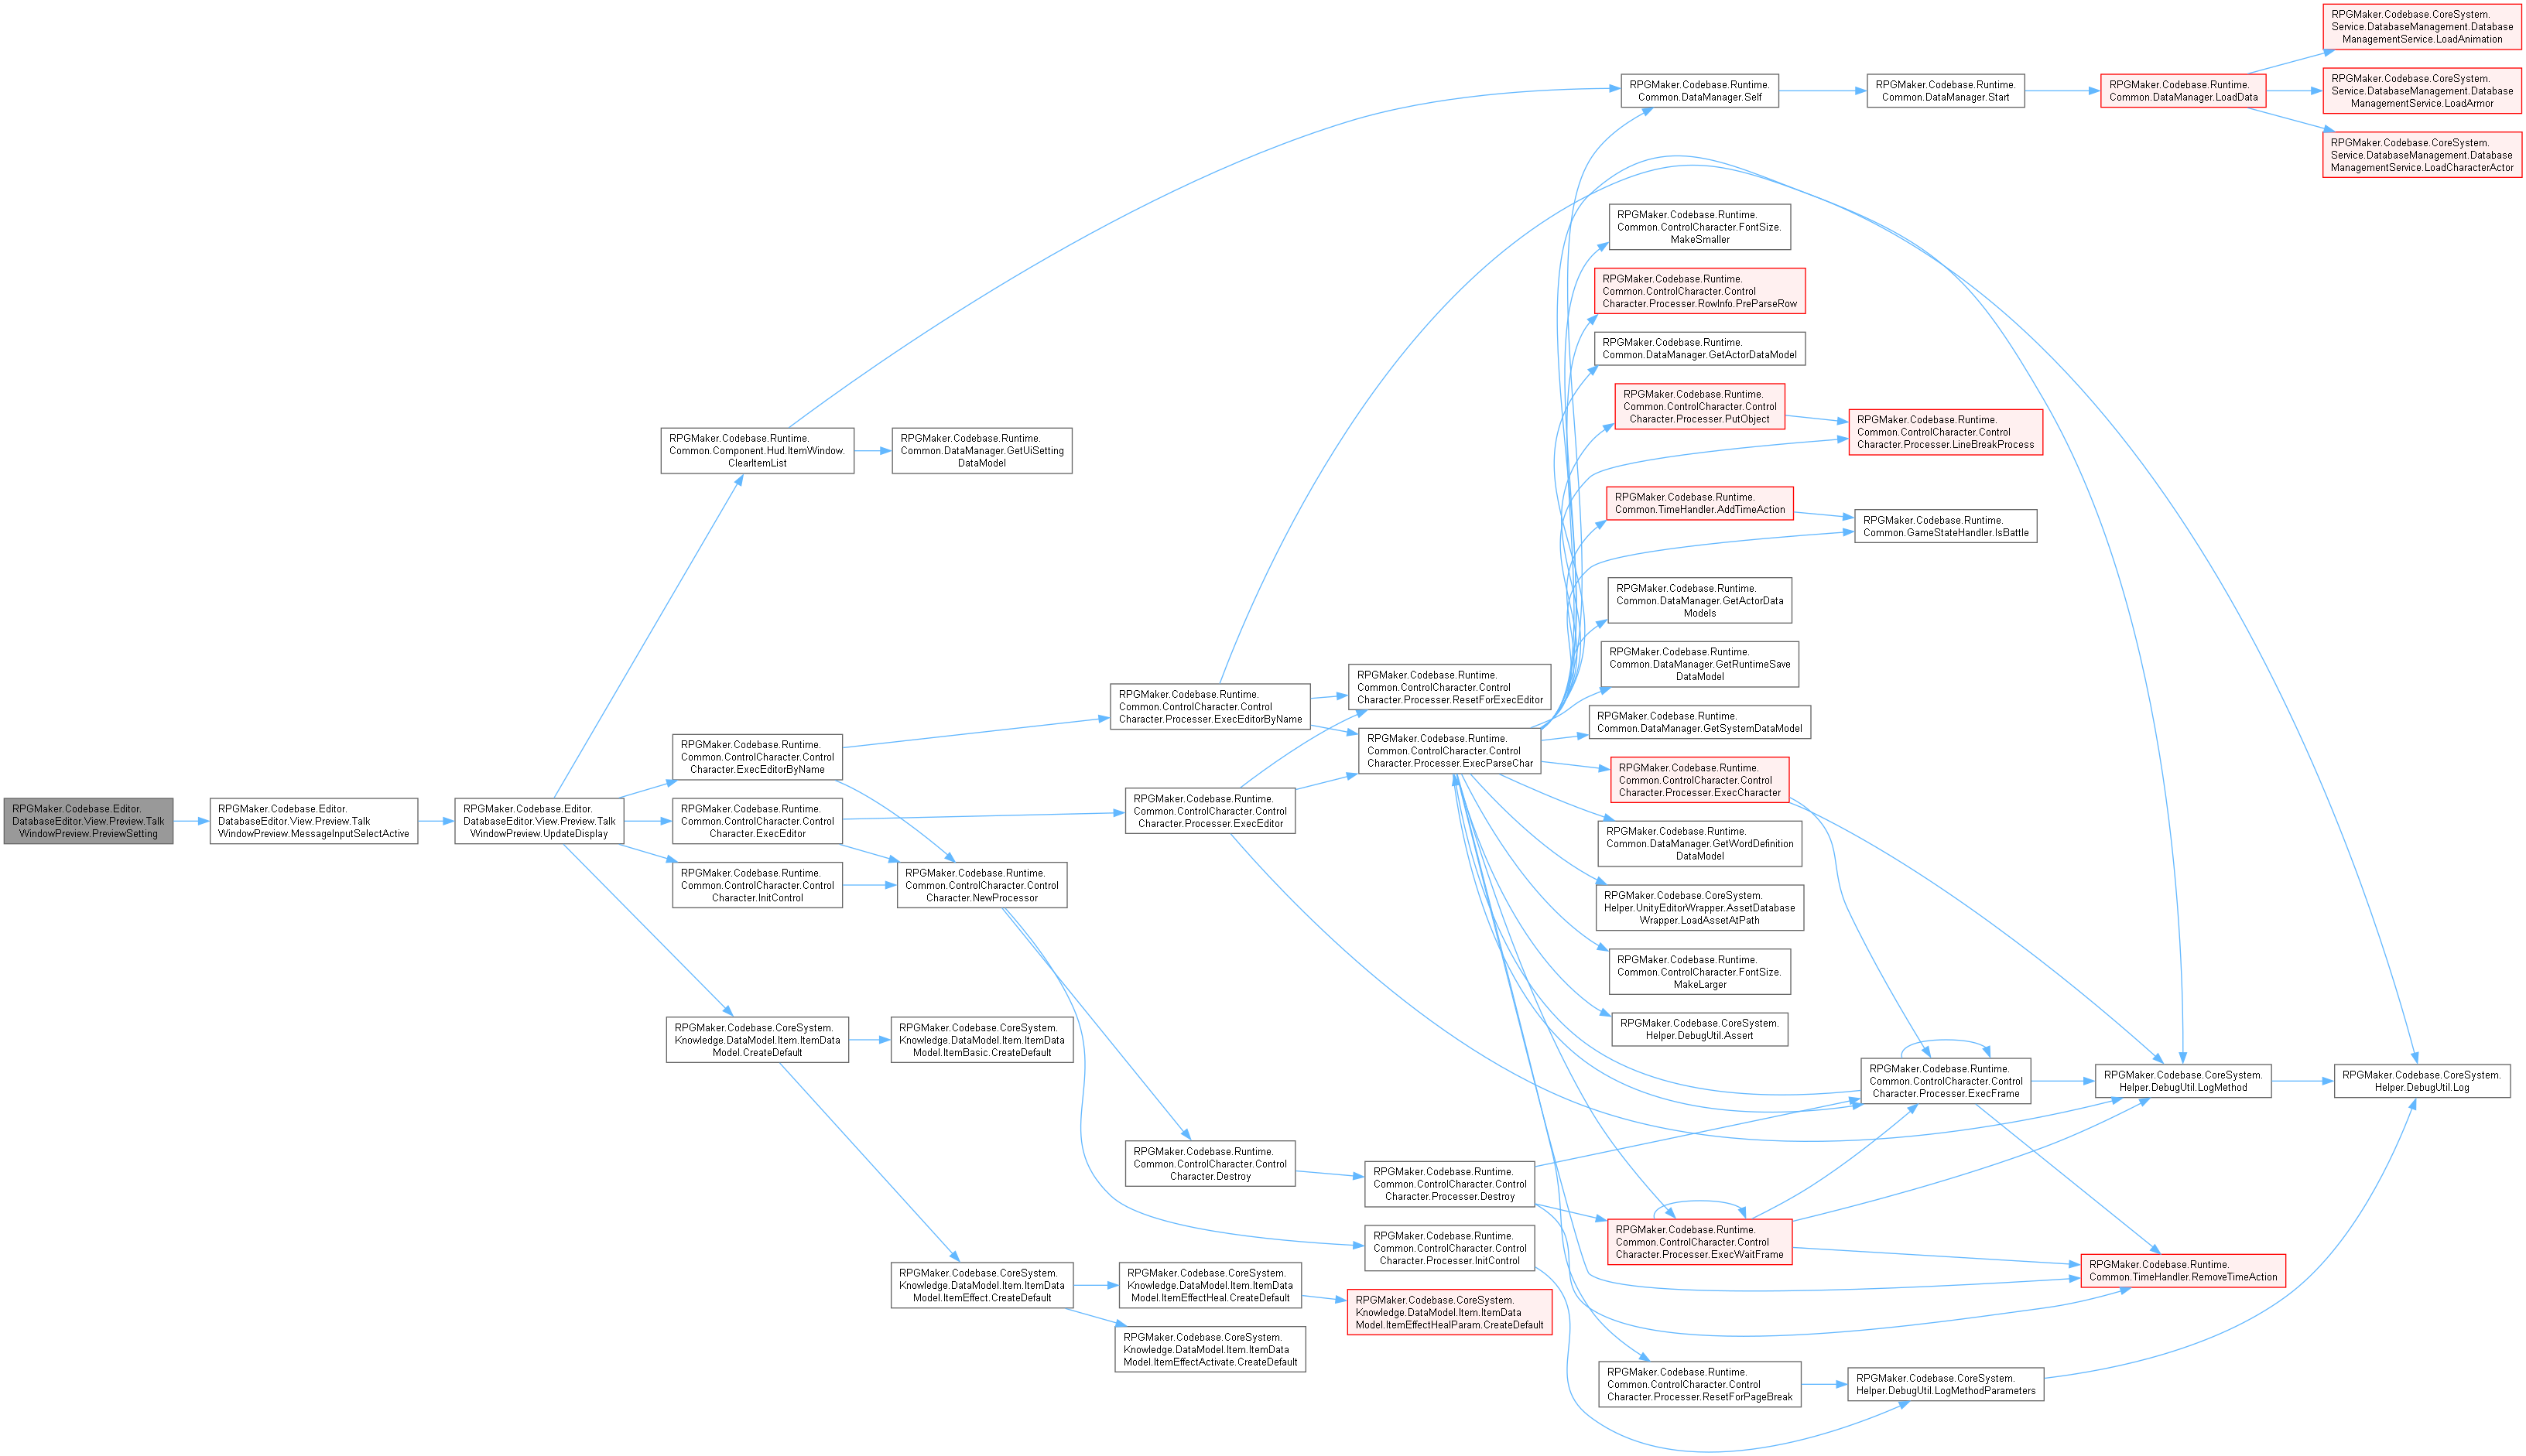 RPGMaker.Codebase.Editor.
DatabaseEditor.View.Preview.Talk
WindowPreview.PreviewSetting
RPGMaker.Codebase.Editor.
DatabaseEditor.View.Preview.Talk
WindowPreview.MessageInputSelectActive
RPGMaker.Codebase.Editor.
DatabaseEditor.View.Preview.Talk
WindowPreview.UpdateDisplay
RPGMaker.Codebase.Runtime.
Common.Component.Hud.ItemWindow.
ClearItemList
RPGMaker.Codebase.Runtime.
Common.ControlCharacter.Control
Character.ExecEditorByName
RPGMaker.Codebase.Runtime.
Common.ControlCharacter.Control
Character.ExecEditor
RPGMaker.Codebase.Runtime.
Common.ControlCharacter.Control
Character.InitControl
RPGMaker.Codebase.CoreSystem.
Knowledge.DataModel.Item.ItemData
Model.CreateDefault
RPGMaker.Codebase.Runtime.
Common.DataManager.GetUiSetting
DataModel
RPGMaker.Codebase.Runtime.
Common.ControlCharacter.Control
Character.NewProcessor
RPGMaker.Codebase.CoreSystem.
Knowledge.DataModel.Item.ItemData
Model.ItemBasic.CreateDefault
RPGMaker.Codebase.CoreSystem.
Knowledge.DataModel.Item.ItemData
Model.ItemEffect.CreateDefault
RPGMaker.Codebase.Runtime.
Common.ControlCharacter.Control
Character.Processer.ExecEditorByName
RPGMaker.Codebase.Runtime.
Common.ControlCharacter.Control
Character.Processer.ExecEditor
RPGMaker.Codebase.Runtime.
Common.ControlCharacter.Control
Character.Destroy
RPGMaker.Codebase.CoreSystem.
Knowledge.DataModel.Item.ItemData
Model.ItemEffectHeal.CreateDefault
RPGMaker.Codebase.CoreSystem.
Knowledge.DataModel.Item.ItemData
Model.ItemEffectActivate.CreateDefault
RPGMaker.Codebase.Runtime.
Common.ControlCharacter.Control
Character.Processer.ResetForExecEditor
RPGMaker.Codebase.Runtime.
Common.ControlCharacter.Control
Character.Processer.ExecParseChar
RPGMaker.Codebase.Runtime.
Common.ControlCharacter.Control
Character.Processer.Destroy
RPGMaker.Codebase.Runtime.
Common.ControlCharacter.Control
Character.Processer.InitControl
RPGMaker.Codebase.CoreSystem.
Knowledge.DataModel.Item.ItemData
Model.ItemEffectHealParam.CreateDefault
RPGMaker.Codebase.Runtime.
Common.DataManager.Self
RPGMaker.Codebase.Runtime.
Common.ControlCharacter.FontSize.
MakeSmaller
RPGMaker.Codebase.Runtime.
Common.ControlCharacter.Control
Character.Processer.RowInfo.PreParseRow
RPGMaker.Codebase.Runtime.
Common.DataManager.GetActorDataModel
RPGMaker.Codebase.Runtime.
Common.ControlCharacter.Control
Character.Processer.PutObject
RPGMaker.Codebase.Runtime.
Common.TimeHandler.AddTimeAction
RPGMaker.Codebase.Runtime.
Common.DataManager.GetActorData
Models
RPGMaker.Codebase.Runtime.
Common.DataManager.GetRuntimeSave
DataModel
RPGMaker.Codebase.Runtime.
Common.DataManager.GetSystemDataModel
RPGMaker.Codebase.Runtime.
Common.ControlCharacter.Control
Character.Processer.ExecCharacter
RPGMaker.Codebase.Runtime.
Common.DataManager.GetWordDefinition
DataModel
RPGMaker.Codebase.CoreSystem.
Helper.UnityEditorWrapper.AssetDatabase
Wrapper.LoadAssetAtPath
RPGMaker.Codebase.Runtime.
Common.ControlCharacter.FontSize.
MakeLarger
RPGMaker.Codebase.CoreSystem.
Helper.DebugUtil.Assert
RPGMaker.Codebase.Runtime.
Common.ControlCharacter.Control
Character.Processer.ExecWaitFrame
RPGMaker.Codebase.Runtime.
Common.ControlCharacter.Control
Character.Processer.ResetForPageBreak
RPGMaker.Codebase.Runtime.
Common.DataManager.Start
RPGMaker.Codebase.Runtime.
Common.ControlCharacter.Control
Character.Processer.LineBreakProcess
RPGMaker.Codebase.Runtime.
Common.GameStateHandler.IsBattle
RPGMaker.Codebase.Runtime.
Common.ControlCharacter.Control
Character.Processer.ExecFrame
RPGMaker.Codebase.CoreSystem.
Helper.DebugUtil.LogMethodParameters
RPGMaker.Codebase.Runtime.
Common.DataManager.LoadData
RPGMaker.Codebase.CoreSystem.
Helper.DebugUtil.LogMethod
RPGMaker.Codebase.Runtime.
Common.TimeHandler.RemoveTimeAction
RPGMaker.Codebase.CoreSystem.
Service.DatabaseManagement.Database
ManagementService.LoadAnimation
RPGMaker.Codebase.CoreSystem.
Service.DatabaseManagement.Database
ManagementService.LoadArmor
RPGMaker.Codebase.CoreSystem.
Service.DatabaseManagement.Database
ManagementService.LoadCharacterActor
RPGMaker.Codebase.CoreSystem.
Helper.DebugUtil.Log